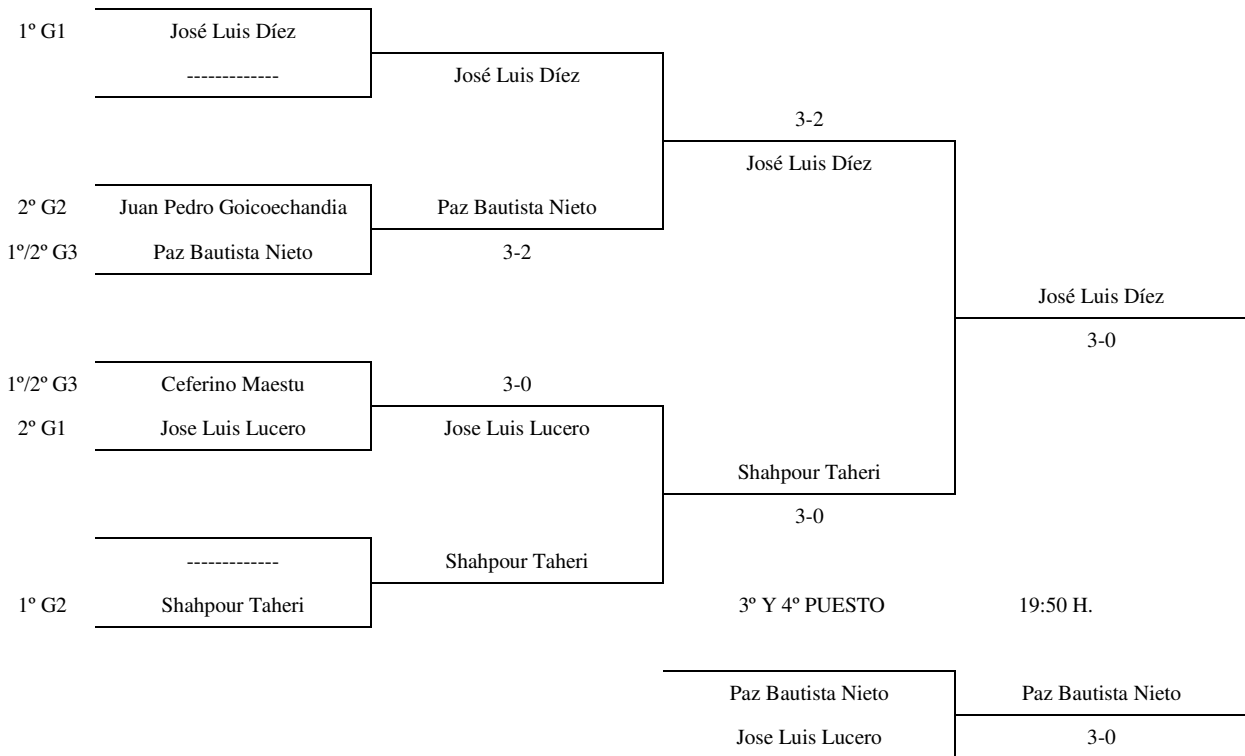 1º G1 José Luis Díez
------------- José Luis Díez
3-2
José Luis Díez
2º G2 Juan Pedro Goicoechandia Paz Bautista Nieto
1º/2º G3 Paz Bautista Nieto 3-2
José Luis Díez
3-0
1º/2º G3 Ceferino Maestu 3-0
2º G1 Jose Luis Lucero Jose Luis Lucero
Shahpour Taheri
3-0
------------- Shahpour Taheri
1º G2 Shahpour Taheri 3º Y 4º PUESTO 19:50 H.
Paz Bautista Nieto Paz Bautista Nieto
Jose Luis Lucero 3-0